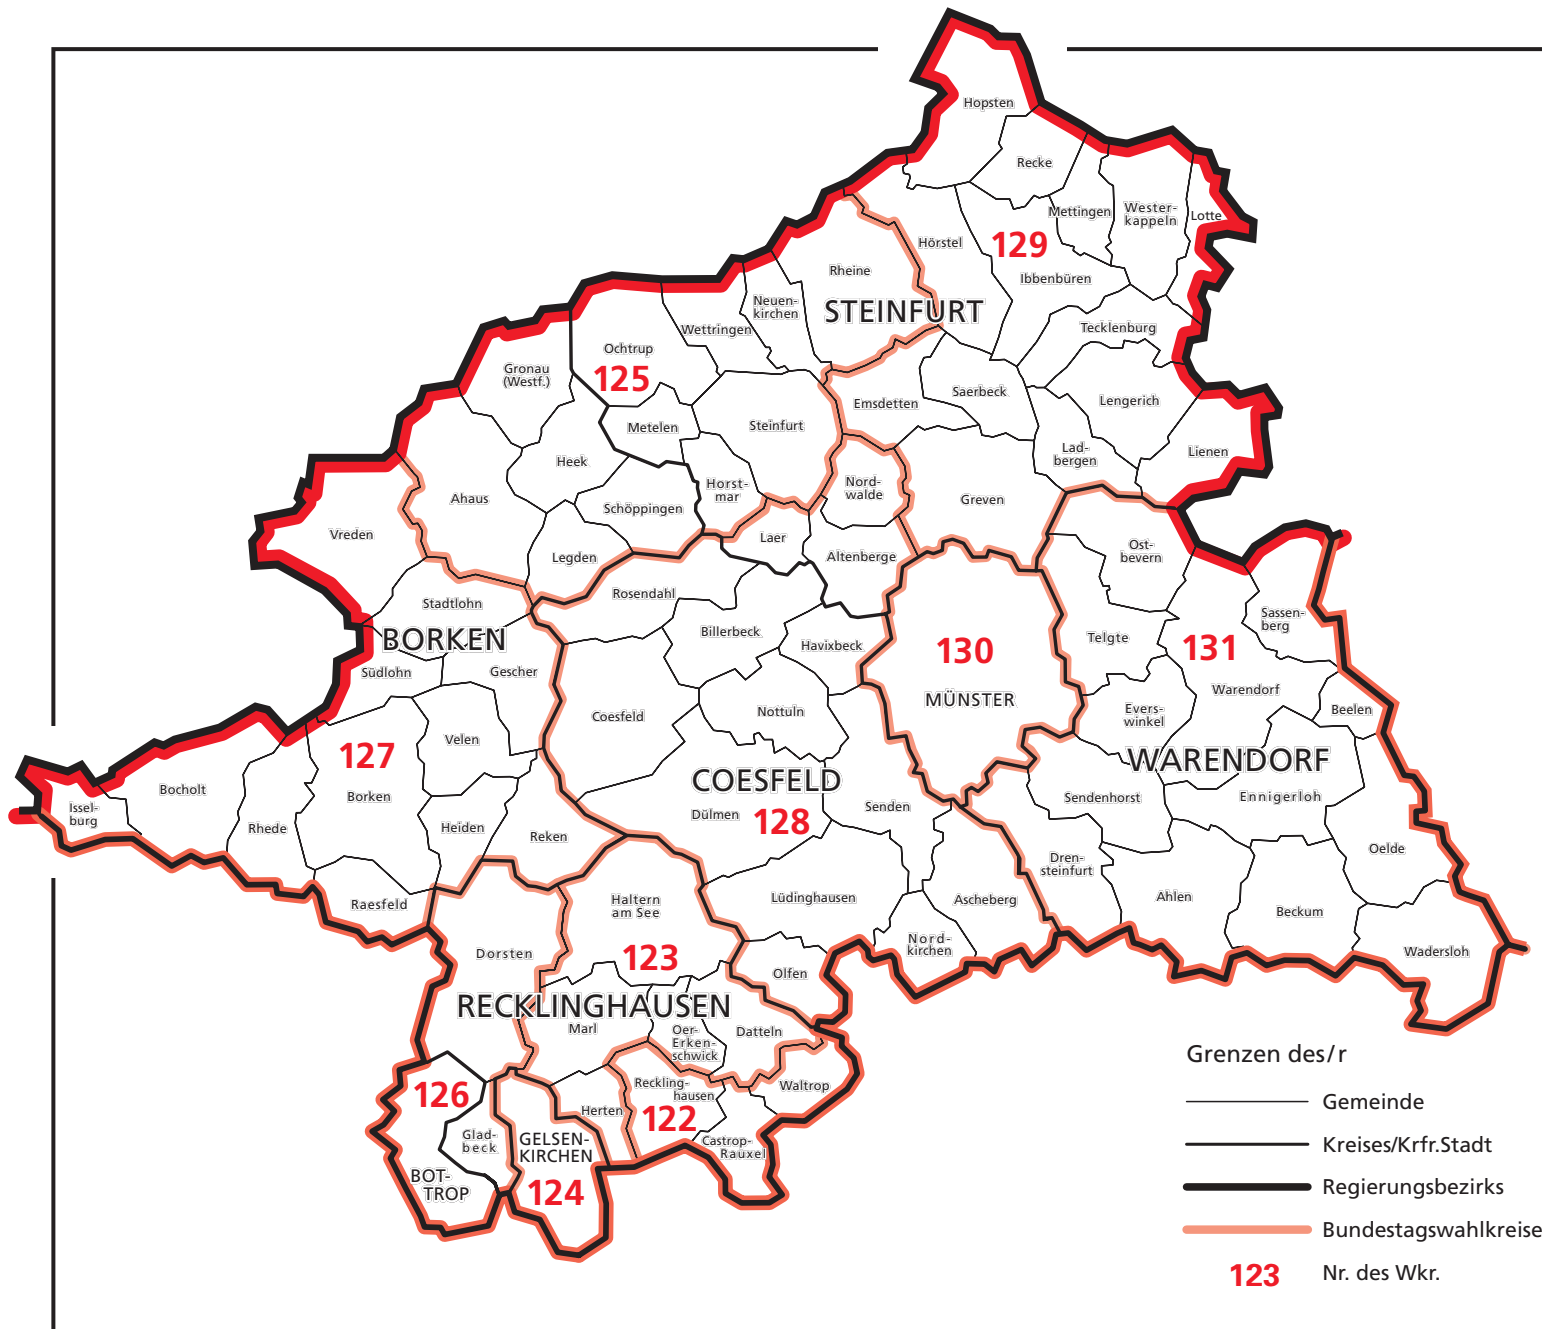 Hopsten
Recke
Mettingen
Wester-
kappeln
Lotte
Hörstel
129
Ibbenbüren
Rheine
Neuen-
kirchen
STEINFURT
Wettringen
Tecklenburg
Ochtrup
125
Gronau
(Westf.)
Saerbeck
Emsdetten
Lengerich
Metelen
Steinfurt
Lad-
bergen
Lienen
Heek
Ahaus
Horst-
mar
Nord-
walde
Greven
Schöppingen
Vreden
Laer
Altenberge
Legden
Ost-
bevern
Stadtlohn
Rosendahl
BORKEN
Billerbeck
Havixbeck
130
MÜNSTER
Telgte
131
Sassen-
berg
Südlohn
Gescher
Warendorf
Coesfeld
Nottuln
Evers-
winkel
Beelen
127
Velen
WARENDORF
COESFELD
Bocholt
Borken
Issel-
burg
Rhede
Heiden
Reken
Dülmen
128
Senden
Sendenhorst
Ennigerloh
Oelde
Dren-
steinfurt
Raesfeld
Haltern
am See
Lüdinghausen
Ascheberg
Ahlen
Beckum
Nord-
kirchen
Wadersloh
Dorsten
123
Olfen
RECKLINGHAUSEN
Marl
Oer-
Erken-
schwick
Datteln
126
Reckling-
hausen
Waltrop
Herten
122
Glad-
beck
GELSEN-
KIRCHEN
Castrop-
Rauxel
BOT-
TROP
124
Grenzen des/r
Gemeinde
Kreises/Krfr.Stadt
Regierungsbezirks
Bundestagswahlkreise
123 Nr. des Wkr.